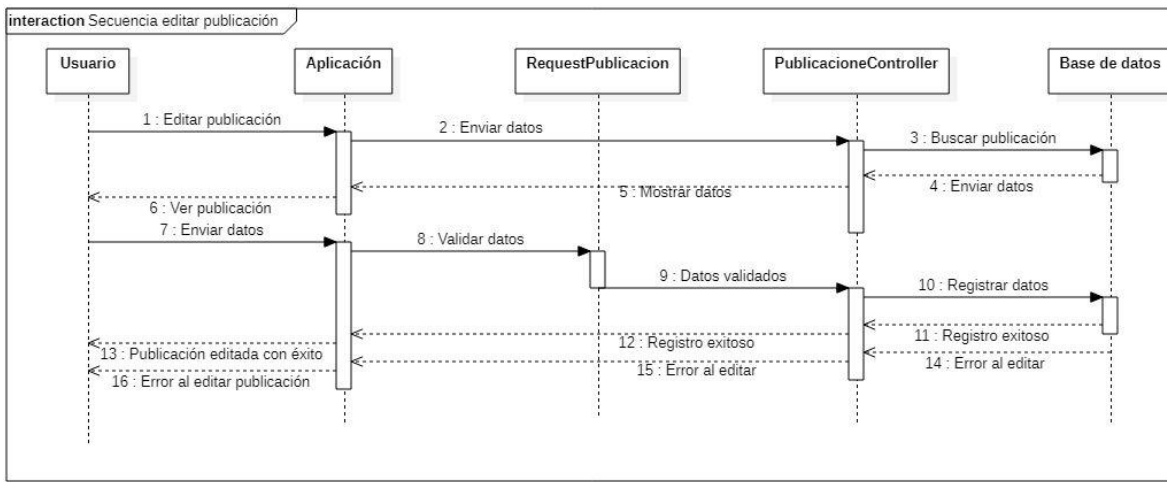 interaction Secuencia editar publicación
Usuario
Aplicación
RequestPublicacion
PublicacioneController
Base de datos
1 : Editar publicación
2 : Enviar datos
3 : Buscar publicación
4 : Enviar datos
5 : Mostrar datos
6 : Ver publicación
7 : Enviar datos
8 : Validar datos
9 : Datos validados
10 : Registrar datos
11 : Registro exitoso
12 : Registro exitoso
13 : Publicación editada con éxito
14 : Error al editar
15 : Error al editar
16 : Error al editar publicación